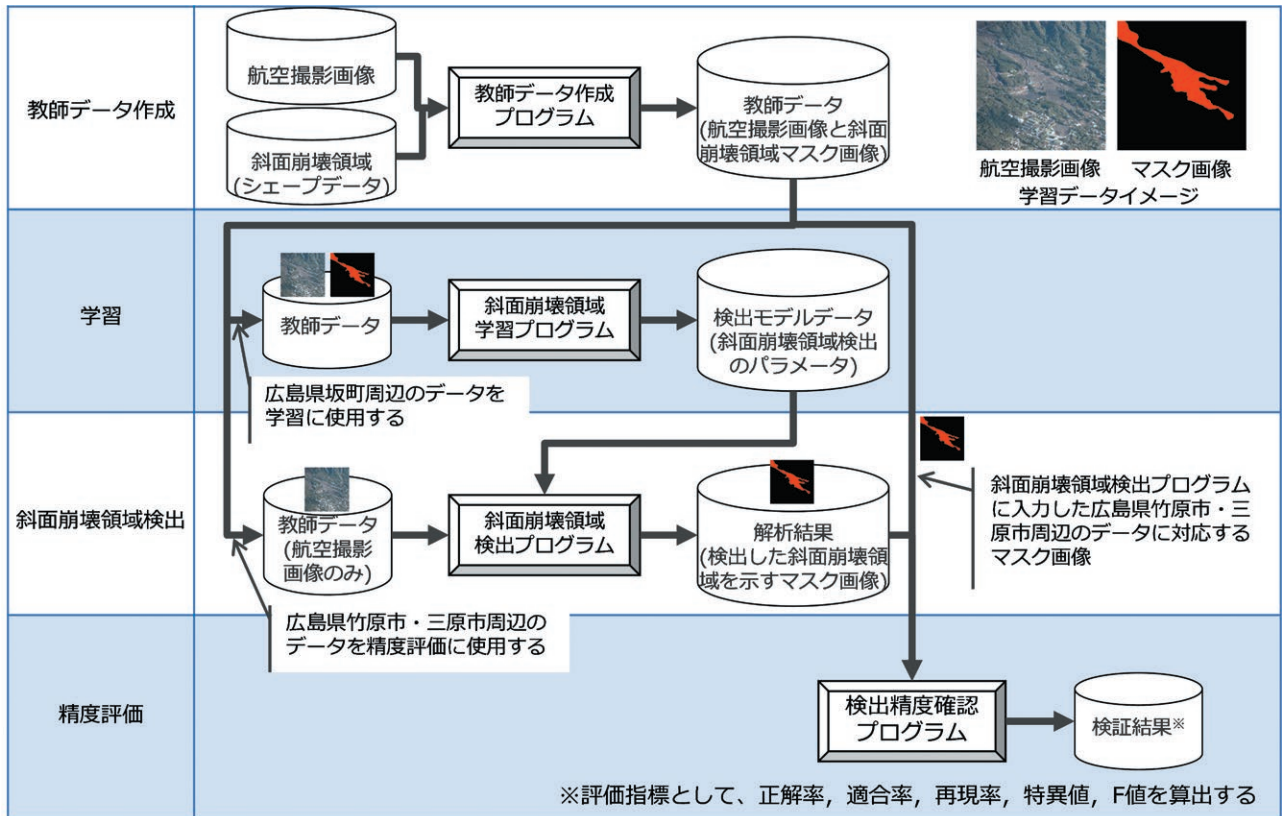 教師データ作成
航空撮影画像
斜面崩壊領域
(シェープデータ)
教師データ作成
プログラム
教師データ
(航空撮影画像と斜面
崩壊領域マスク画像)
航空撮影画像
マスク画像
学習データイメージ
学習
教師データ
斜面崩壊領域
学習プログラム
検出モデルデータ
(斜面崩壊領域検出
のパラメータ)
広島県坂町周辺のデータを
学習に使用する
斜面崩壊領域検出
教師データ
(航空撮影
画像のみ)
斜面崩壊領域
検出プログラム
解析結果
(検出した斜面崩壊領
域を示すマスク画像)
斜面崩壊領域検出プログラム
に入力した広島県竹原市・三
原市周辺のデータに対応する
マスク画像
広島県竹原市・三原市周辺の
データを精度評価に使用する
精度評価
検出精度確認
プログラム
検証結果※
※評価指標として、正解率，適合率，再現率，特異値，F値を算出する